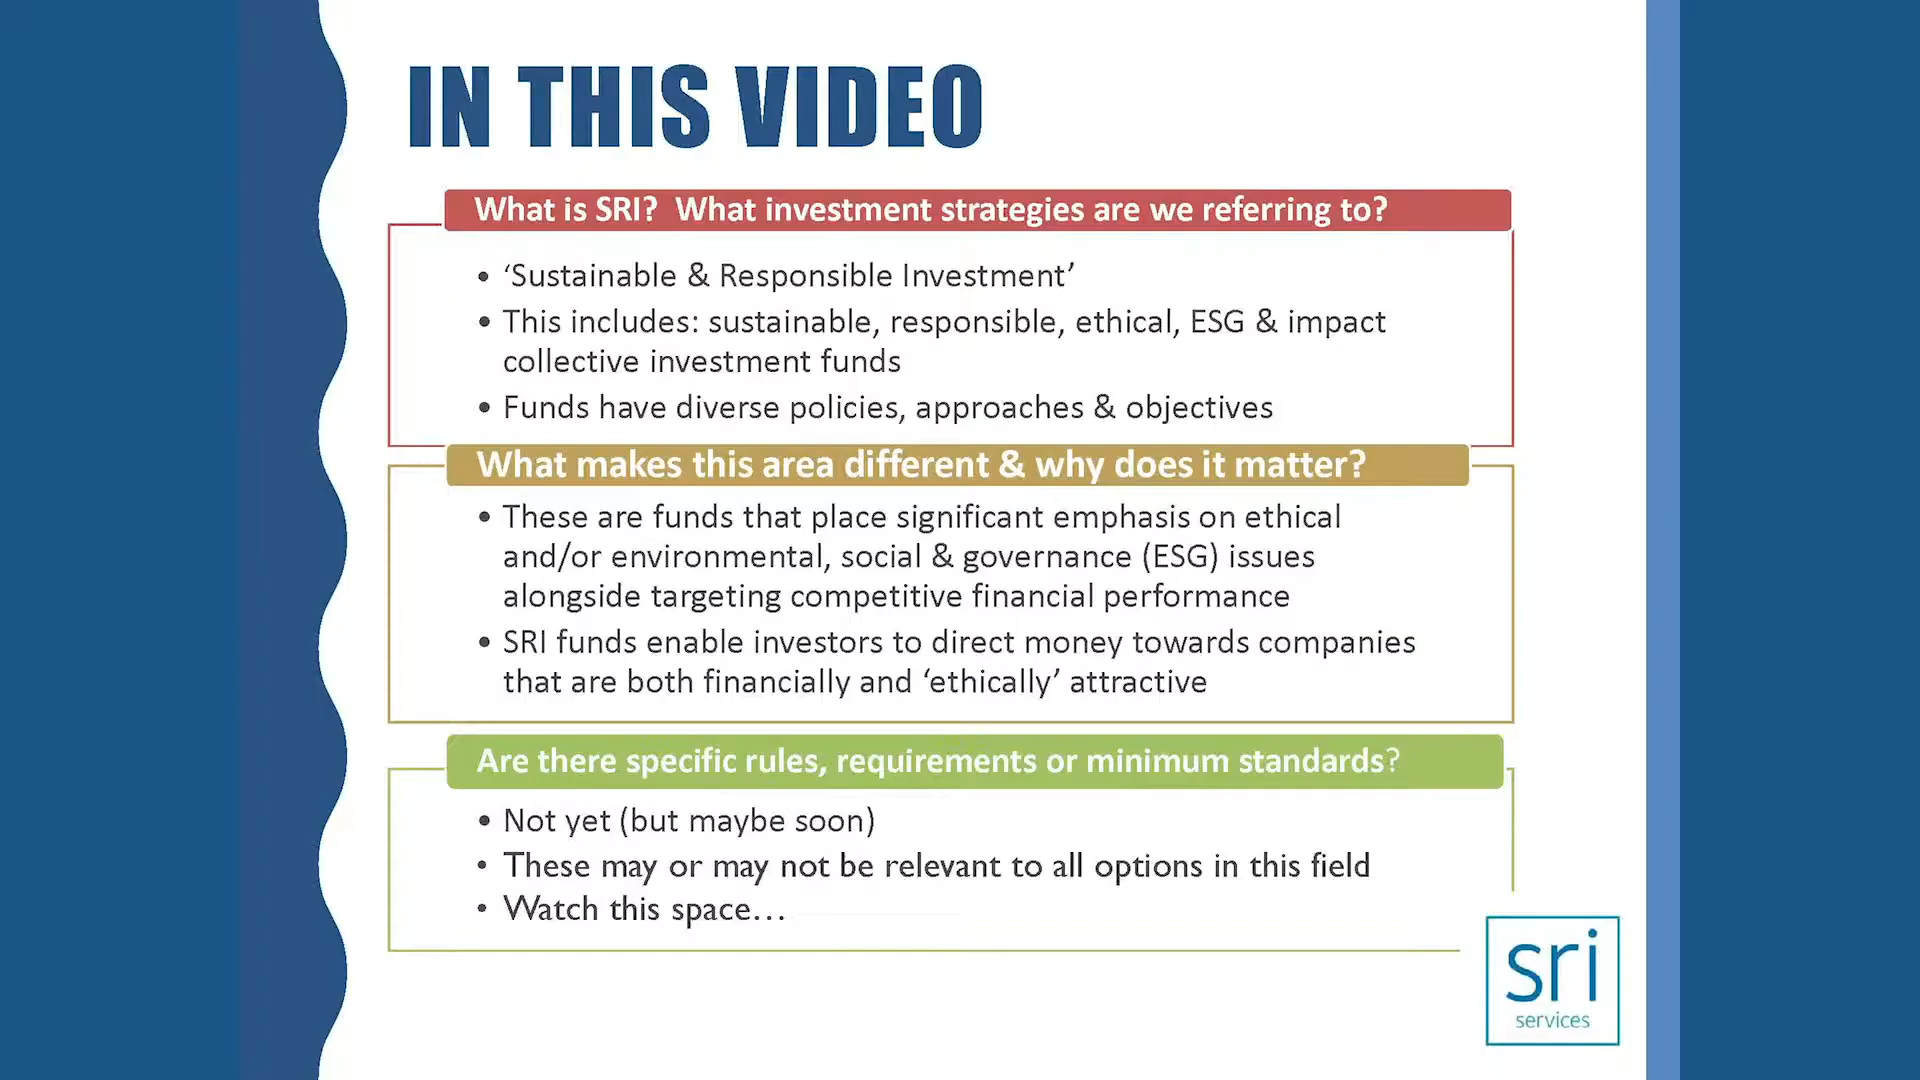 IN THIS VIDEO
What is SRI?  What investment strategies are we referring to?
• ‘Sustainable & Responsible Investment’
• This includes: sustainable, responsible, ethical, ESG & impact
collective investment funds
• Funds have diverse policies, approaches & objectives
What makes this area different & why does it matter?
• These are funds that place significant emphasis on ethical
and/or environmental, social & governance (ESG) issues
alongside targeting competitive financial performance
• SRI funds enable investors to direct money towards companies
that are both financially and ‘ethically’ attractive
Are there specific rules, requirements or minimum standards?
• Not yet (but maybe soon)
• These may or may not be relevant to all options in this field
• Watch this space…
sri
services